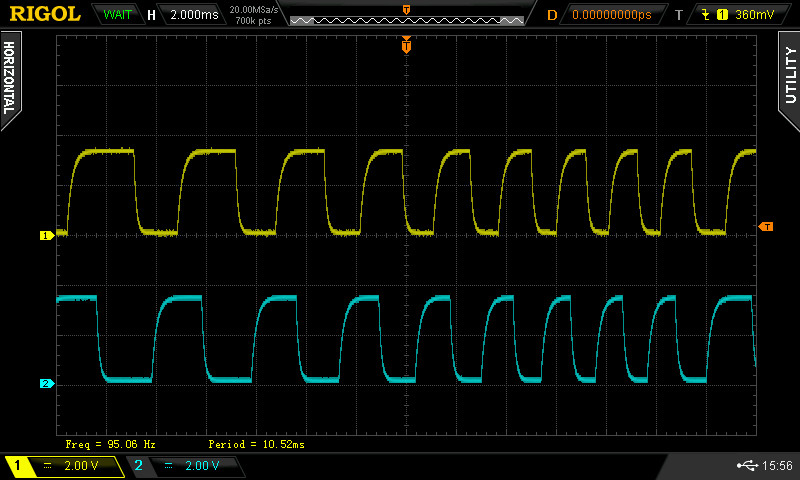 RIGOL WAIT H 2.000ms 20.00MSa/s 700k pts T D 0.00000000ps T 1 360mV
HORIZONTAL
UTILITY
T
1
T
2
Freq = 95.06 Hz Period = 10.52ms
1 2.00 V 2 2.00 V 15:56